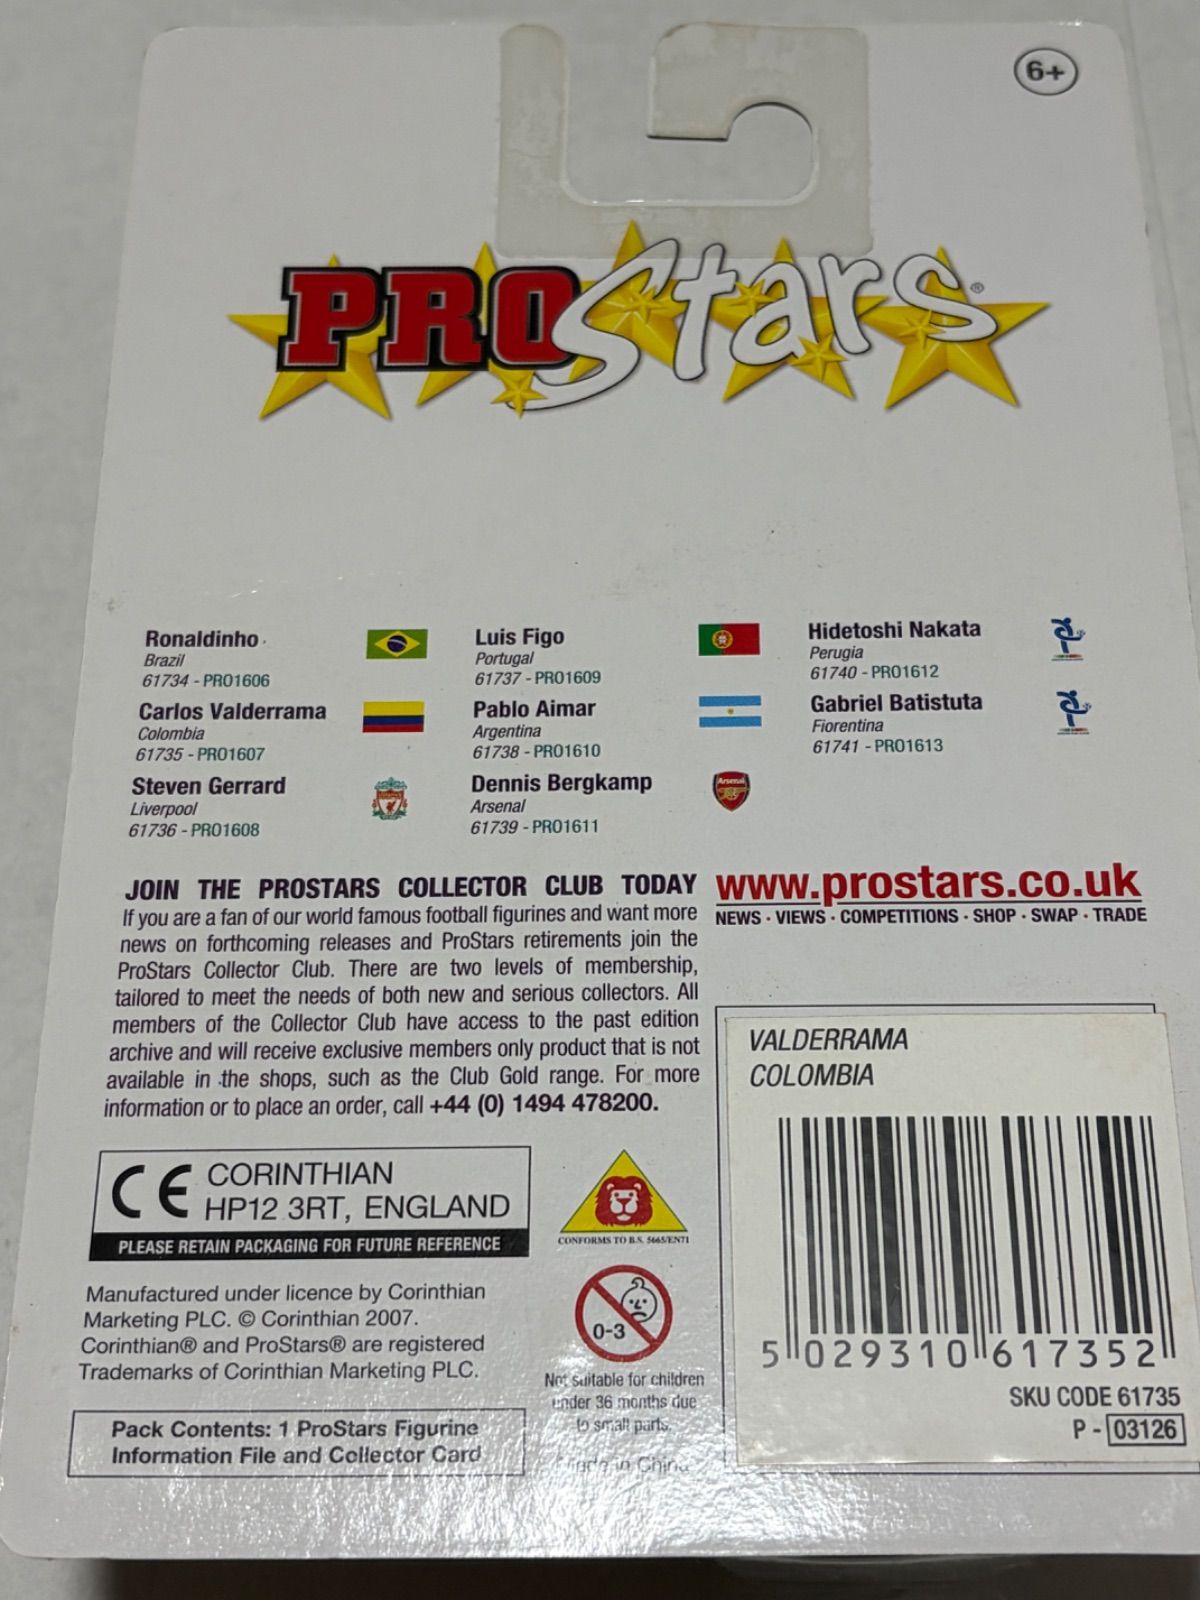 6+
PROStars®
Ronaldinho
Brazil
61734 - PRO1606
Luis Figo
Portugal
61737 - PRO1609
Hidetoshi Nakata
Perugia
61740 - PRO1612
Carlos Valderrama
Colombia
61735 - PRO1607
Pablo Aimar
Argentina
61738 - PRO1610
Gabriel Batistuta
Fiorentina
61741 - PRO1613
Steven Gerrard
Liverpool
61736 - PRO1608
Dennis Bergkamp
Arsenal
61739 - PRO1611
Arsenal
JOIN THE PROSTARS COLLECTOR CLUB TODAY
If you are a fan of our world famous football figurines and want more
news on forthcoming releases and ProStars retirements join the
ProStars Collector Club. There are two levels of membership,
tailored to meet the needs of both new and serious collectors. All
members of the Collector Club have access to the past edition
archive and will receive exclusive members only product that is not
available in the shops, such as the Club Gold range. For more
information or to place an order, call +44 (0) 1494 478200.
www.prostars.co.uk
NEWS · VIEWS · COMPETITIONS · SHOP · SWAP · TRADE
VALDERRAMA
COLOMBIA
5 029310 617352
SKU CODE 61735
P - 03126
CE CORINTHIAN
HP12 3RT, ENGLAND
PLEASE RETAIN PACKAGING FOR FUTURE REFERENCE
CONFORMS TO B.S. 5665/EN71
Manufactured under licence by Corinthian
Marketing PLC. © Corinthian 2007.
Corinthian® and ProStars® are registered
Trademarks of Corinthian Marketing PLC.
0-3
Not suitable for children
under 36 months due
to small parts.
Made in China
Pack Contents: 1 ProStars Figurine
Information File and Collector Card